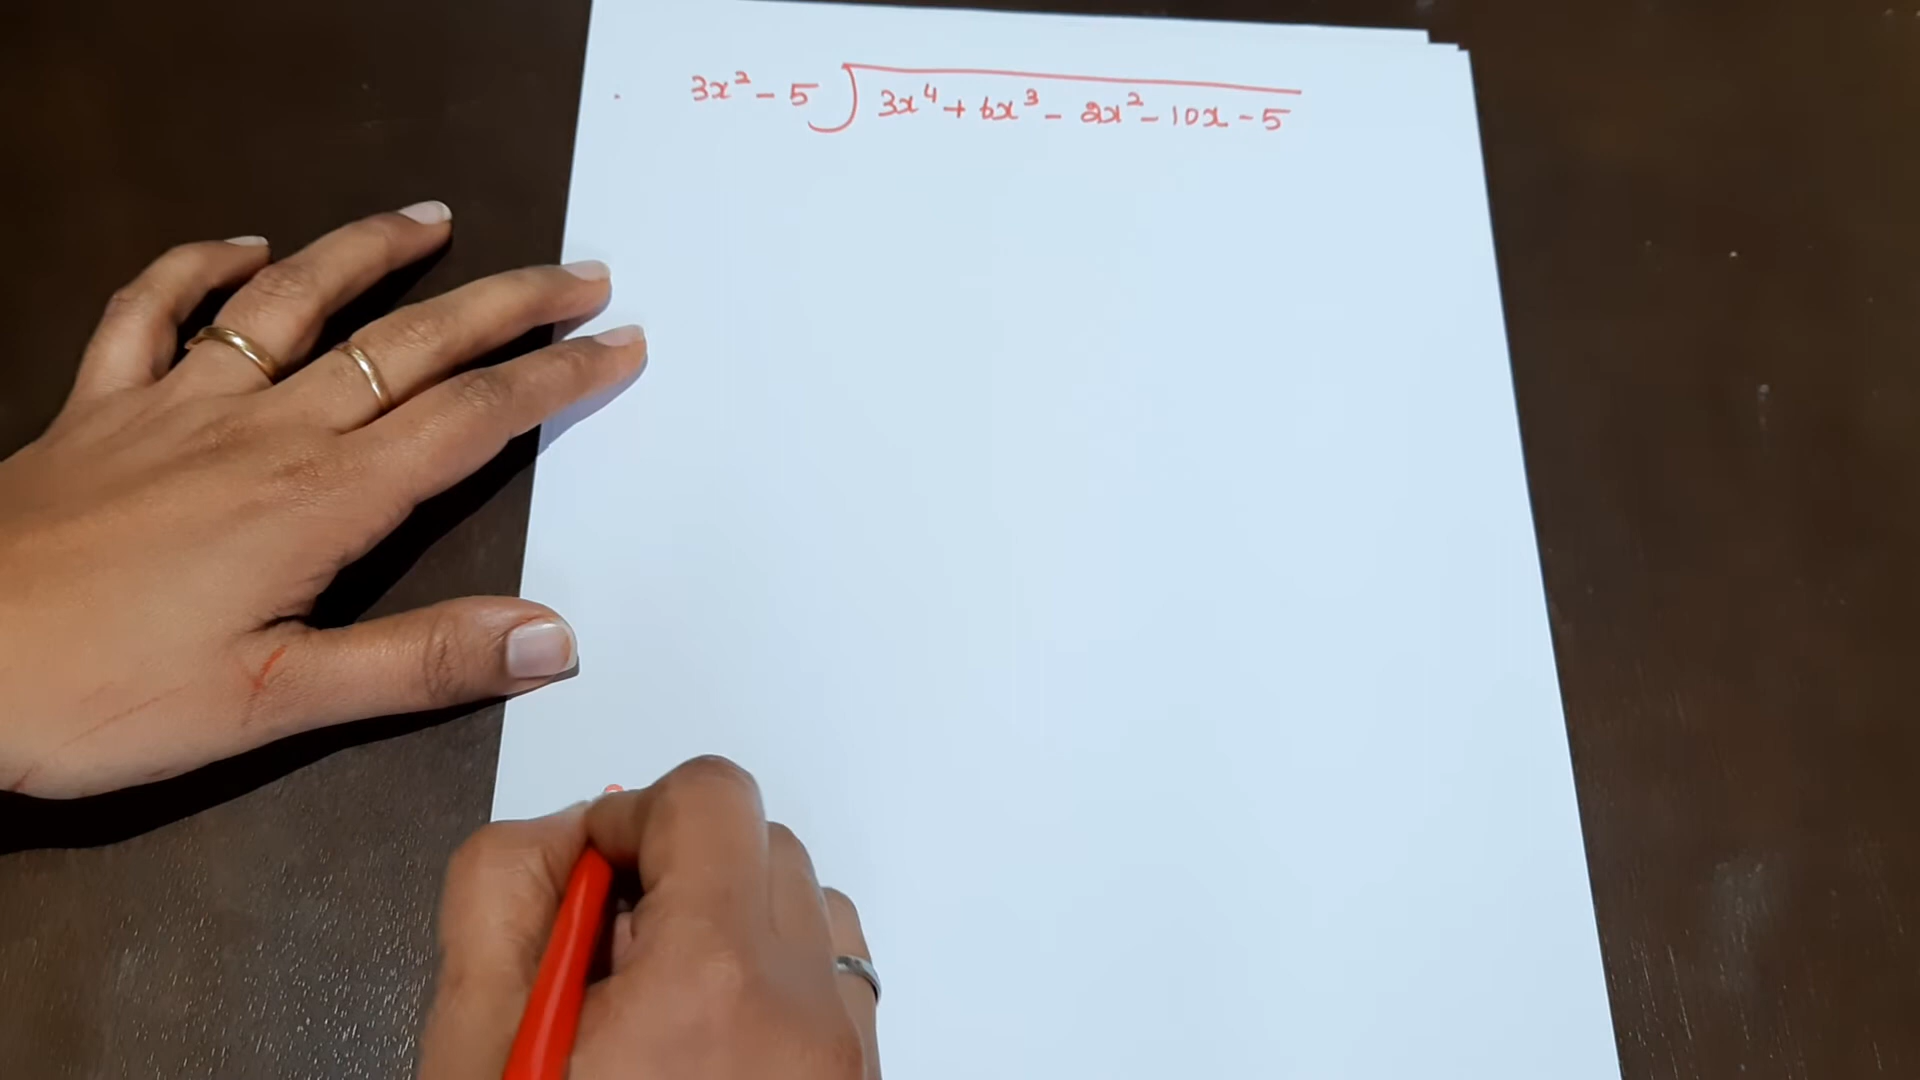 3x² - 5 ) 3x⁴ + 6x³ - 2x² - 10x - 5